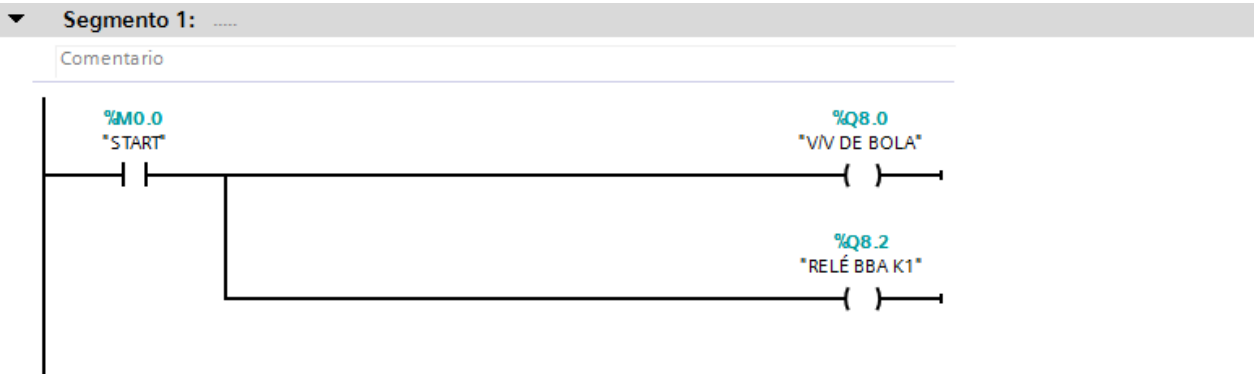 Segmento 1: .....
Comentario
%M0.0
"START"
%Q8.0
"V/V DE BOLA"
%Q8.2
"RELÉ BBA K1"